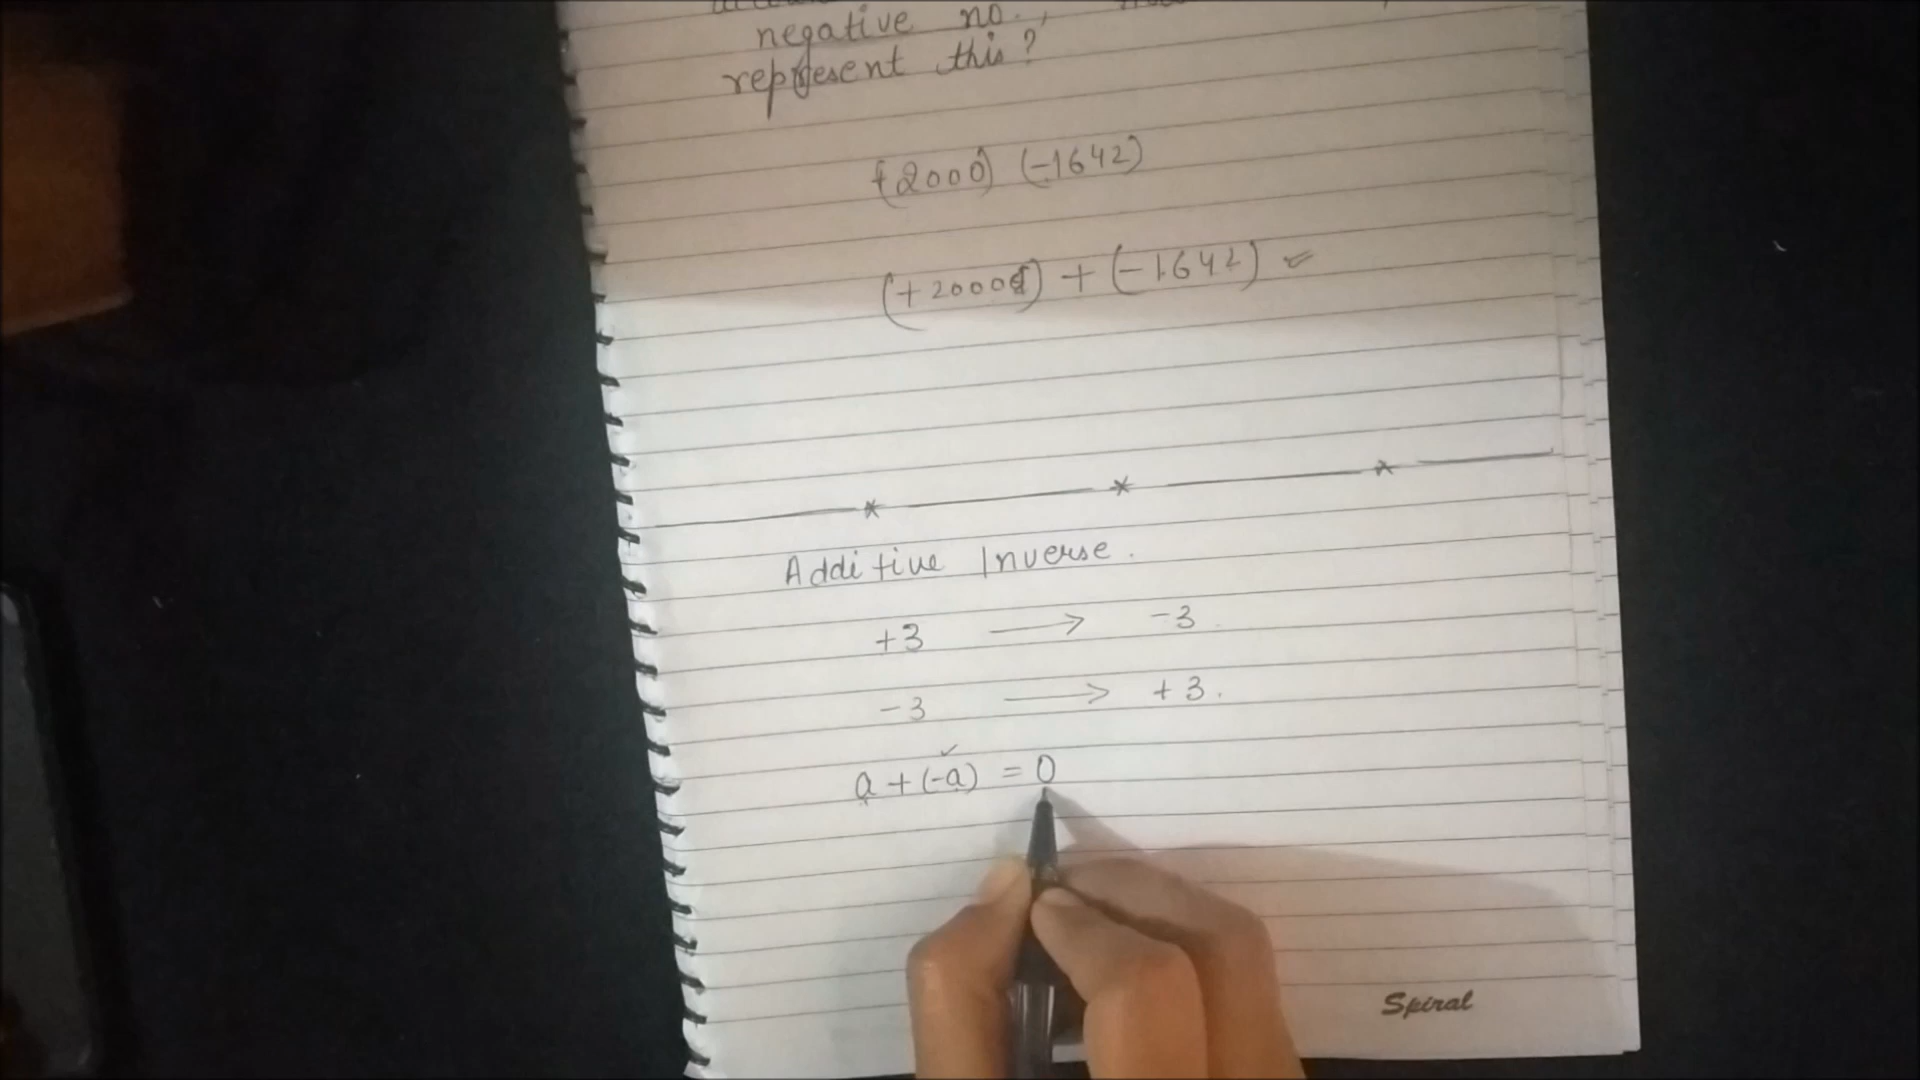 negative no.,
represent this?
(+2000) (-1642)
(+2000) + (-1642) ✓
Additive Inverse.
+3 → -3
-3 → +3.
a + (-a) = 0
Spiral